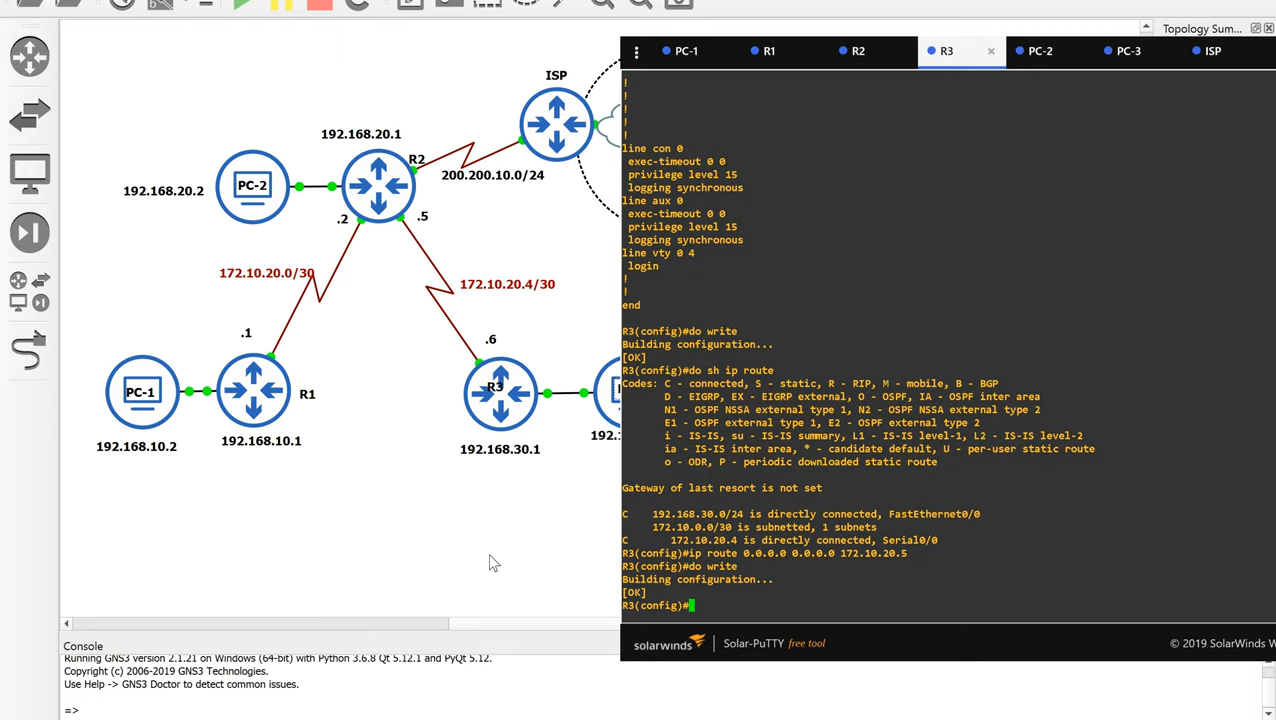 Topology Sum...
PC-1
R1
R2
R3
×
PC-2
PC-3
ISP
ISP
192.168.20.1
R2
PC-2
192.168.20.2
200.200.10.0/24
.2
.5
172.10.20.0/30
172.10.20.4/30
.1
.6
PC-1
R1
R3
192.168.10.2
192.168.10.1
192.168.30.1
!
!
!
!
!
line con 0
exec-timeout 0 0
privilege level 15
logging synchronous
line aux 0
exec-timeout 0 0
privilege level 15
logging synchronous
line vty 0 4
login
!
!
end
R3(config)#do write
Building configuration...
[OK]
R3(config)#do sh ip route
Codes: C - connected, S - static, R - RIP, M - mobile, B - BGP
D - EIGRP, EX - EIGRP external, O - OSPF, IA - OSPF inter area
N1 - OSPF NSSA external type 1, N2 - OSPF NSSA external type 2
E1 - OSPF external type 1, E2 - OSPF external type 2
i - IS-IS, su - IS-IS summary, L1 - IS-IS level-1, L2 - IS-IS level-2
ia - IS-IS inter area, * - candidate default, U - per-user static route
o - ODR, P - periodic downloaded static route
Gateway of last resort is not set
C 192.168.30.0/24 is directly connected, FastEthernet0/0
172.10.0.0/30 is subnetted, 1 subnets
C 172.10.20.4 is directly connected, Serial0/0
R3(config)#ip route 0.0.0.0 0.0.0.0 172.10.20.5
R3(config)#do write
Building configuration...
[OK]
R3(config)#
solarwinds
Solar-PuTTY free tool
© 2019 SolarWinds W
Console
Running GNS3 version 2.1.21 on Windows (64-bit) with Python 3.6.8 Qt 5.12.1 and PyQt 5.12.
Copyright (c) 2006-2019 GNS3 Technologies.
Use Help -> GNS3 Doctor to detect common issues.
=>